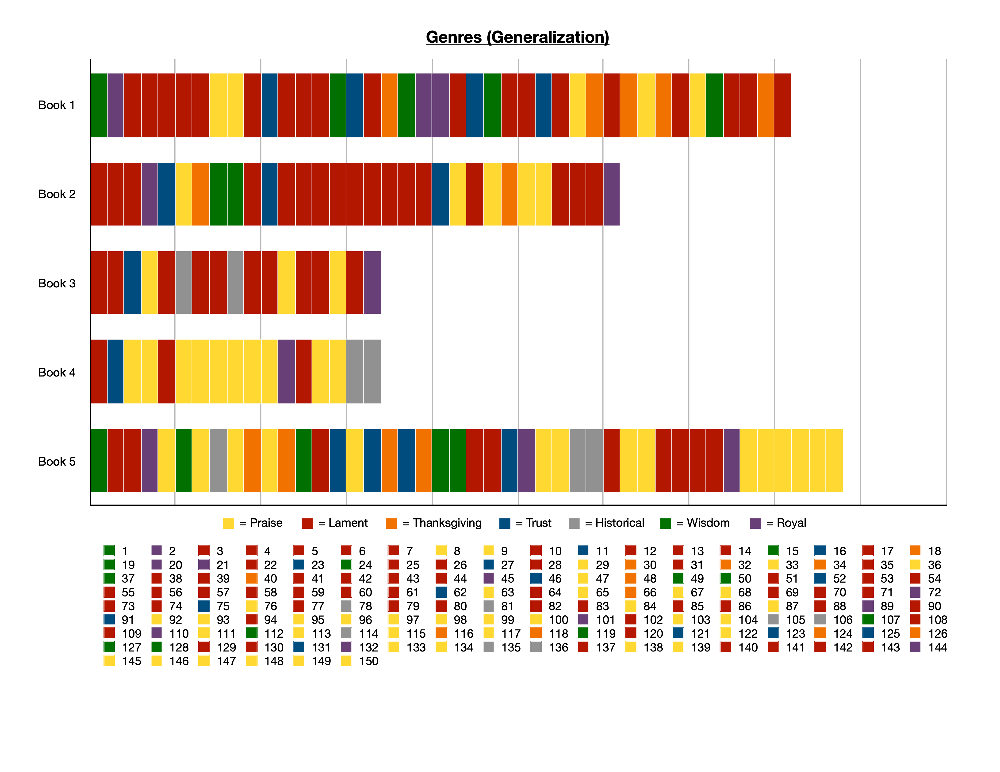 Genres (Generalization)
Book 1
Book 2
Book 3
Book 4
Book 5
= Praise = Lament = Thanksgiving = Trust = Historical = Wisdom = Royal
1 2 3 4 5 6 7 8 9 10 11 12 13 14 15 16 17 18
19 20 21 22 23 24 25 26 27 28 29 30 31 32 33 34 35 36
37 38 39 40 41 42 43 44 45 46 47 48 49 50 51 52 53 54
55 56 57 58 59 60 61 62 63 64 65 66 67 68 69 70 71 72
73 74 75 76 77 78 79 80 81 82 83 84 85 86 87 88 89 90
91 92 93 94 95 96 97 98 99 100 101 102 103 104 105 106 107 108
109 110 111 112 113 114 115 116 117 118 119 120 121 122 123 124 125 126
127 128 129 130 131 132 133 134 135 136 137 138 139 140 141 142 143 144
145 146 147 148 149 150